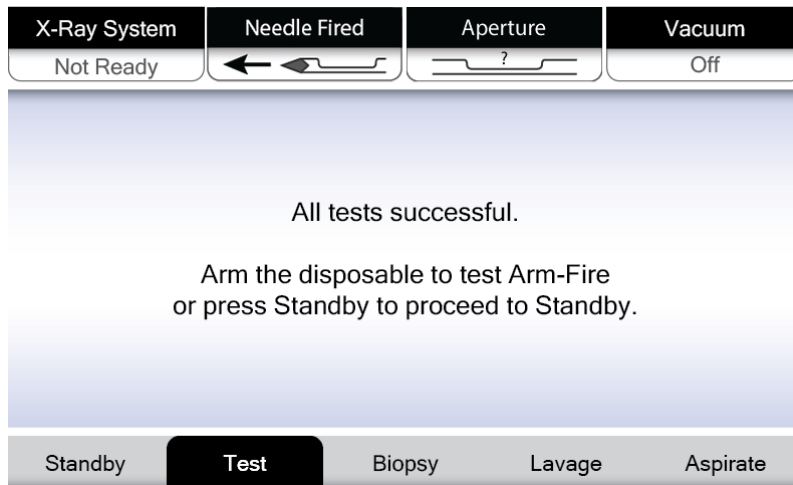 X-Ray System
Needle Fired
Aperture
Vacuum
Not Ready
?
Off
All tests successful.
Arm the disposable to test Arm-Fire
or press Standby to proceed to Standby.
Standby
Test
Biopsy
Lavage
Aspirate